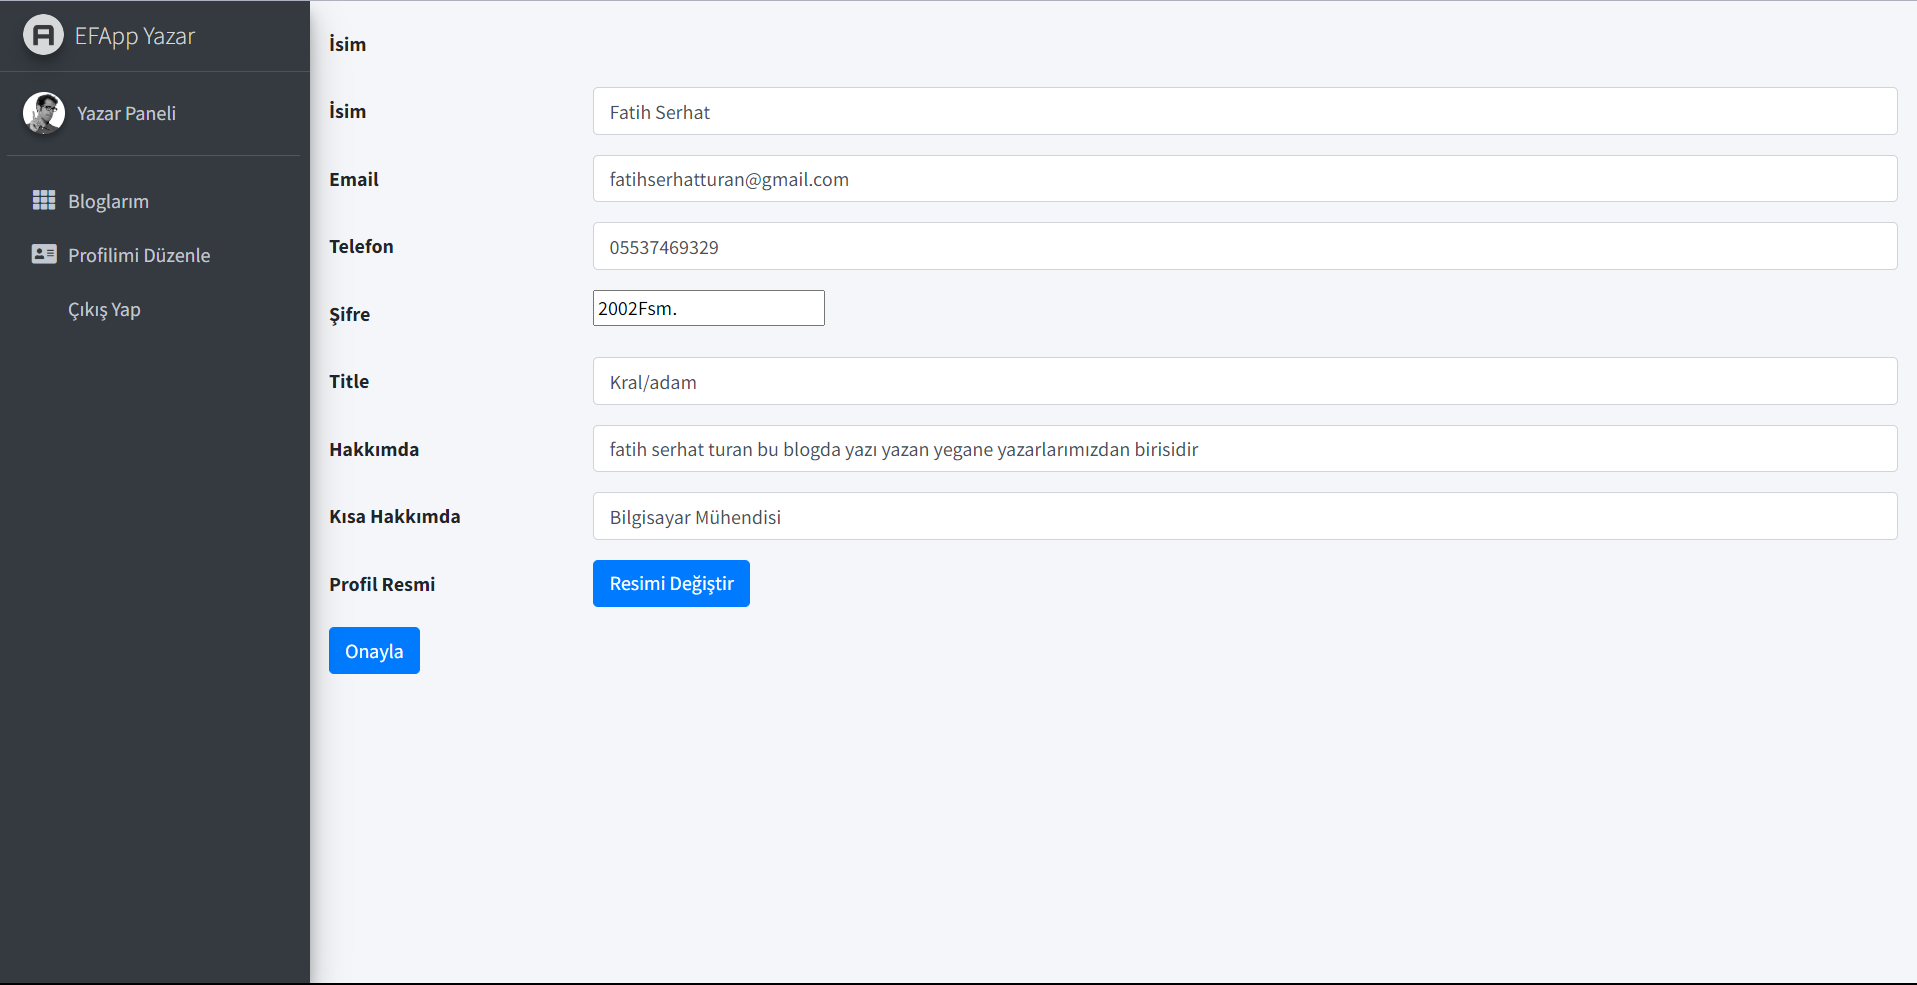 EFApp Yazar
Yazar Paneli
Bloglarım
Profilimi Düzenle
Çıkış Yap
İsim
İsim Fatih Serhat
Email fatihserhatturan@gmail.com
Telefon 05537469329
Şifre 2002Fsm.
Title Kral/adam
Hakkımda fatih serhat turan bu blogda yazı yazan yegane yazarlarımızdan birisidir
Kısa Hakkımda Bilgisayar Mühendisi
Profil Resmi Resimi Değiştir
Onayla